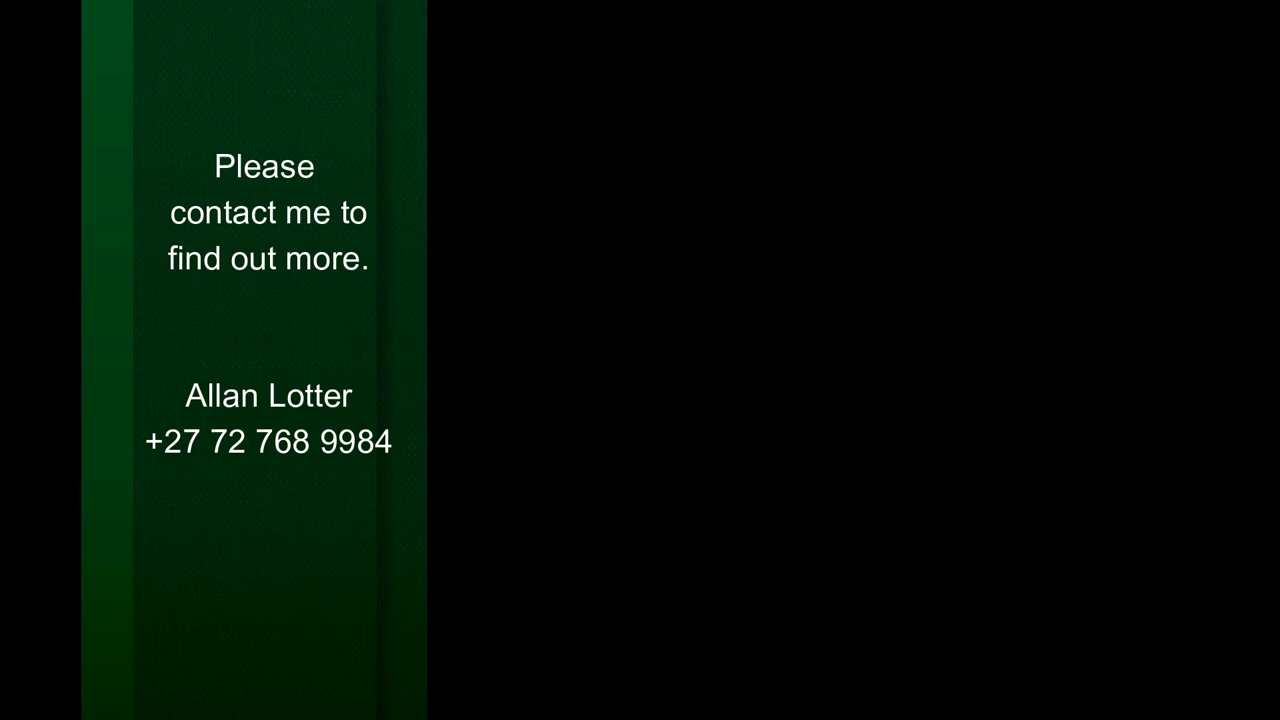 Please
contact me to
find out more.
Allan Lotter
+27 72 768 9984